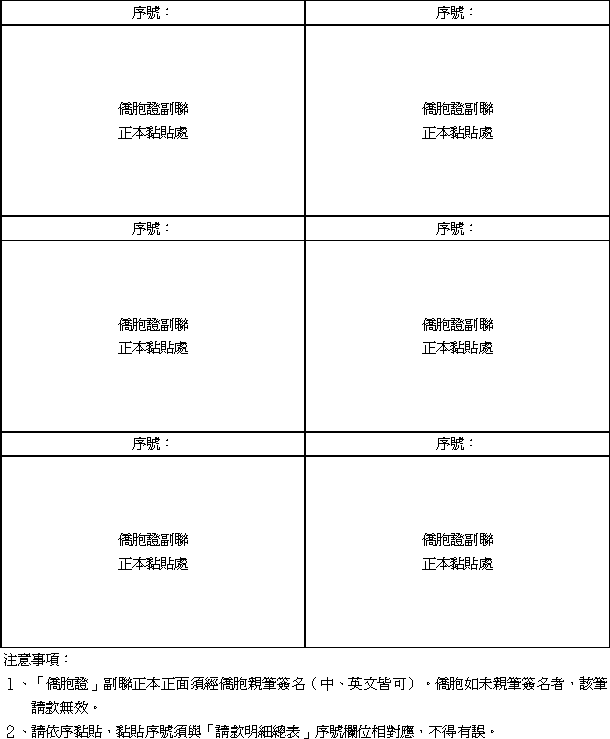 序號： 序號：
僑胞證副聯 僑胞證副聯
正本黏貼處 正本黏貼處
序號： 序號：
僑胞證副聯 僑胞證副聯
正本黏貼處 正本黏貼處
序號： 序號：
僑胞證副聯 僑胞證副聯
正本黏貼處 正本黏貼處
注意事項：
１、「僑胞證」副聯正本正面須經僑胞親筆簽名（中、英文皆可）。僑胞如未親筆簽名者，該筆
請款無效。
２、請依序黏貼，黏貼序號須與「請款明細總表」序號欄位相對應，不得有誤。